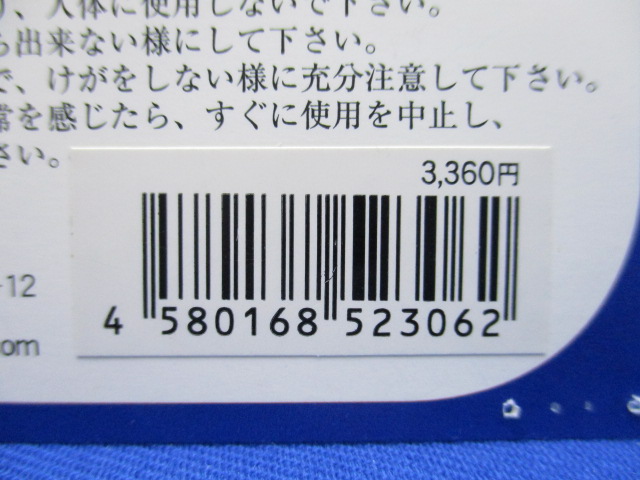 、人体に使用しないで下さい。
出来ない様にして下さい。
で、けがをしない様に充分注意して下さい。
常を感じたら、すぐに使用を中止し、
さい。
3,360円
-12
4 580168 523062
om